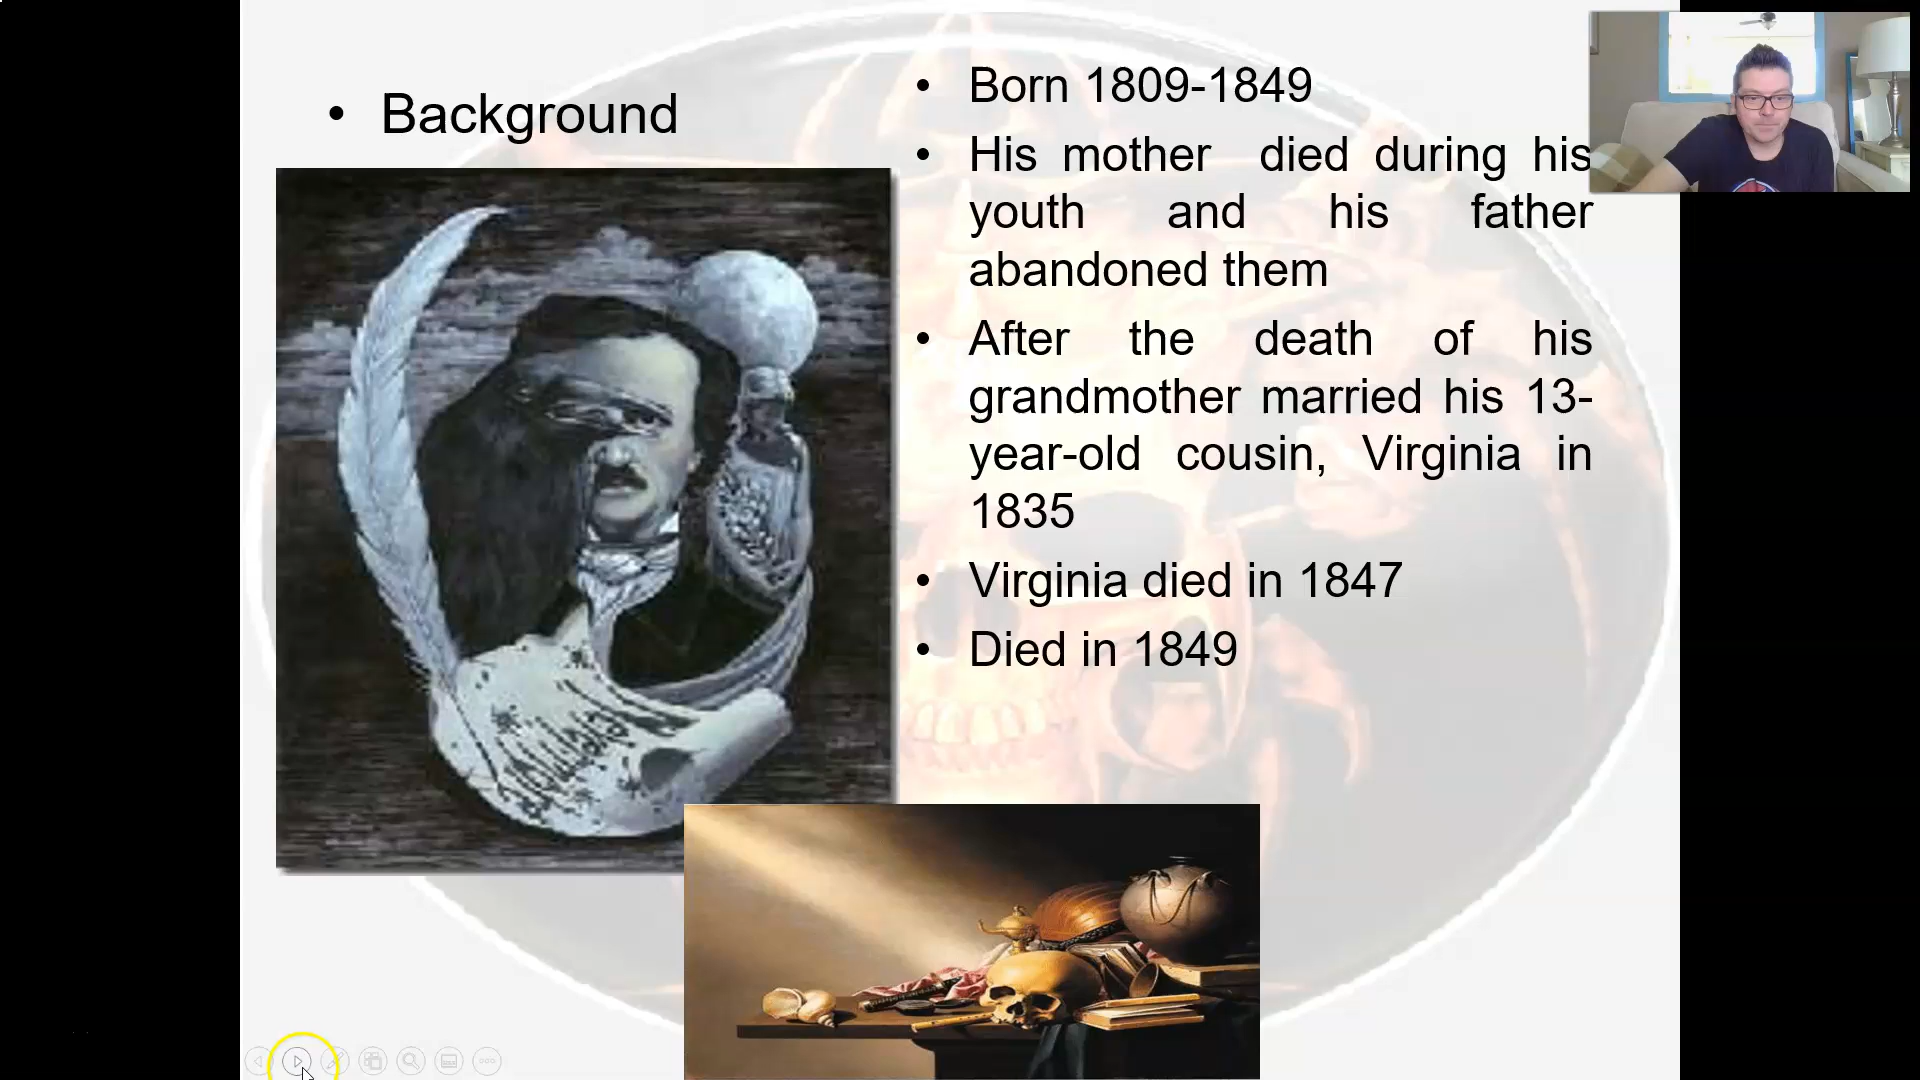 • Background
• Born 1809-1849
• His mother died during his
youth and his father
abandoned them
• After the death of his
grandmother married his 13-
year-old cousin, Virginia in
1835
• Virginia died in 1847
• Died in 1849